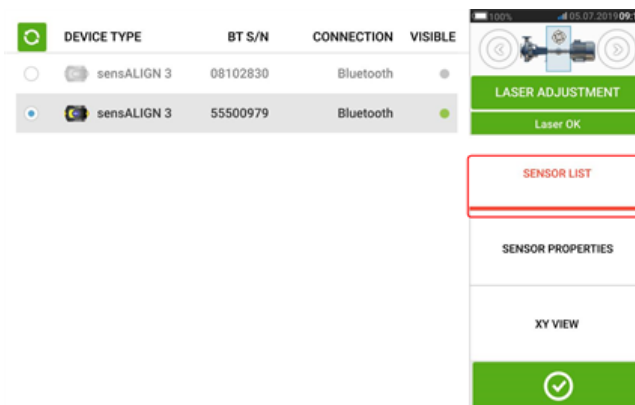 DEVICE TYPE BT S/N CONNECTION VISIBLE
sensALIGN 3 08102830 Bluetooth
sensALIGN 3 55500979 Bluetooth
100% 05.07.2019
LASER ADJUSTMENT
Laser OK
SENSOR LIST
SENSOR PROPERTIES
XY VIEW